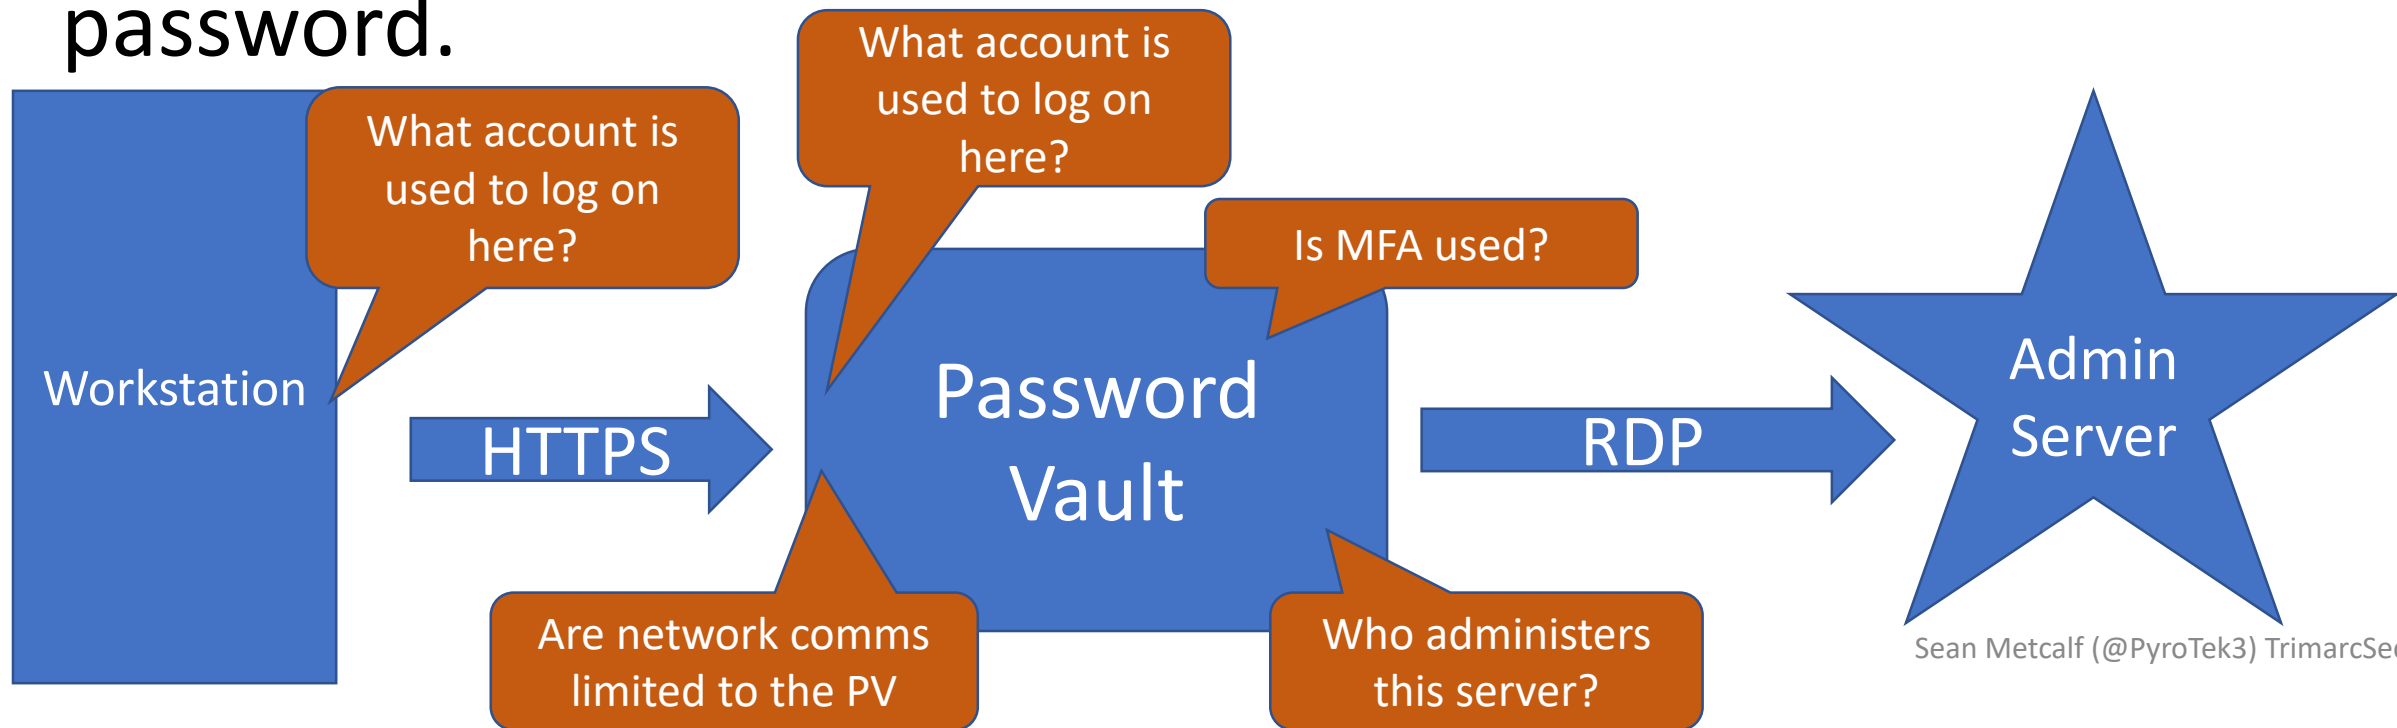 password.
What account is
used to log on
here?
What account is
used to log on
here?
Is MFA used?
Workstation
HTTPS
Password
Vault
RDP
Admin
Server
Are network comms
limited to the PV
Who administers
this server?
Sean Metcalf (@PyroTek3) TrimarcSec